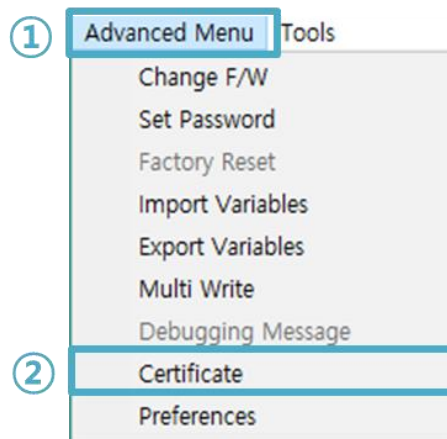 ① Advanced Menu Tools
Change F/W
Set Password
Factory Reset
Import Variables
Export Variables
Multi Write
Debugging Message
② Certificate
Preferences